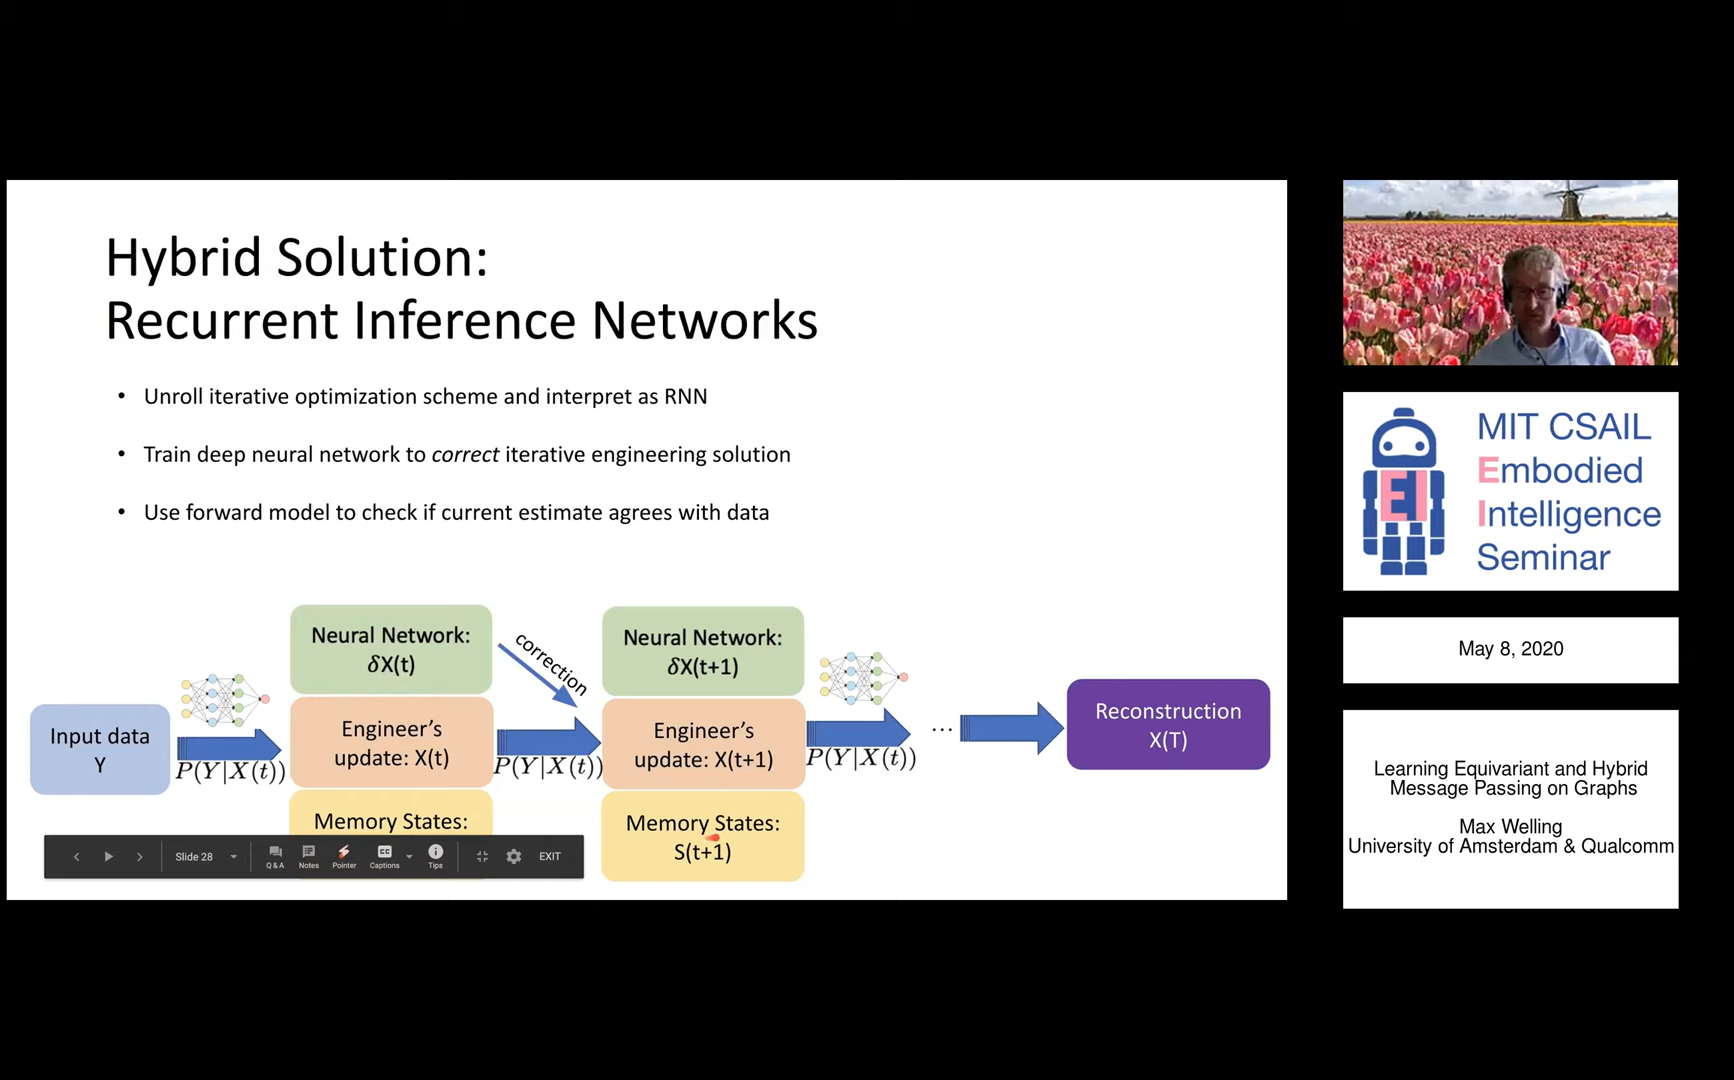 Hybrid Solution:
Recurrent Inference Networks
• Unroll iterative optimization scheme and interpret as RNN
• Train deep neural network to correct iterative engineering solution
• Use forward model to check if current estimate agrees with data
Input data
Y
P(Y|X(t))
Neural Network:
δX(t)
Engineer's
update: X(t)
Memory States:
correction
P(Y|X(t))
Neural Network:
δX(t+1)
Engineer's
update: X(t+1)
Memory States:
S(t+1)
P(Y|X(t))
...
Reconstruction
X(T)
Slide 28
Q & A
Notes
Pointer
CC
Captions
Tips
EXIT
EI
MIT CSAIL
Embodied
Intelligence
Seminar
May 8, 2020
Learning Equivariant and Hybrid
Message Passing on Graphs
Max Welling
University of Amsterdam & Qualcomm